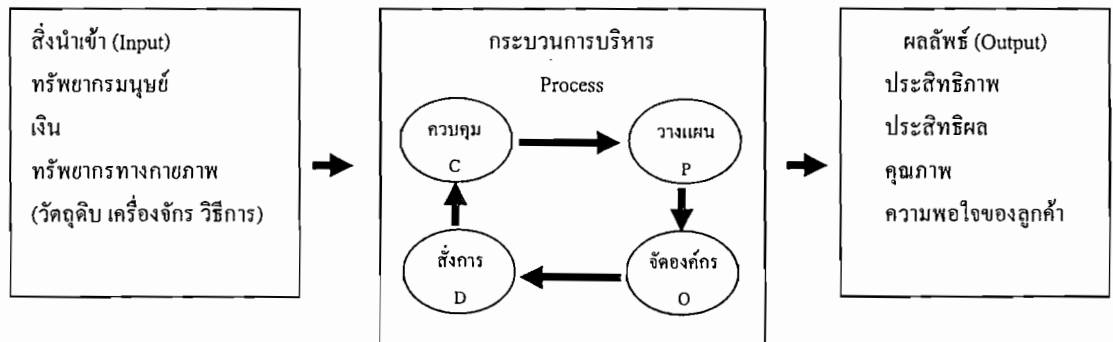 สิ่งนำเข้า (Input)
ทรัพยากรมนุษย์
เงิน
ทรัพยากรทางกายภาพ
(วัตถุดิบ เครื่องจักร วิธีการ)
กระบวนการบริหาร
Process
ควบคุม
C
วางแผน
P
สั่งการ
D
จัดองค์กร
O
ผลลัพธ์ (Output)
ประสิทธิภาพ
ประสิทธิผล
คุณภาพ
ความพอใจของลูกค้า